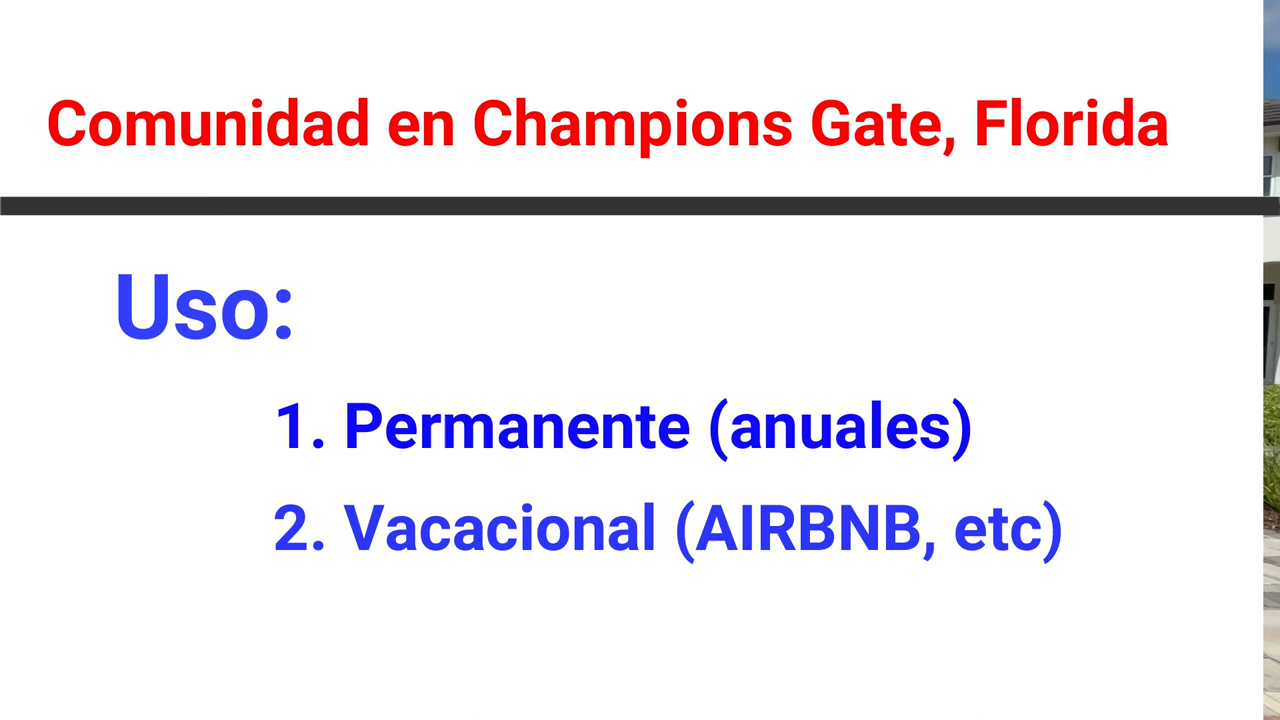 Comunidad en Champions Gate, Florida
Uso:
1. Permanente (anuales)
2. Vacacional (AIRBNB, etc)